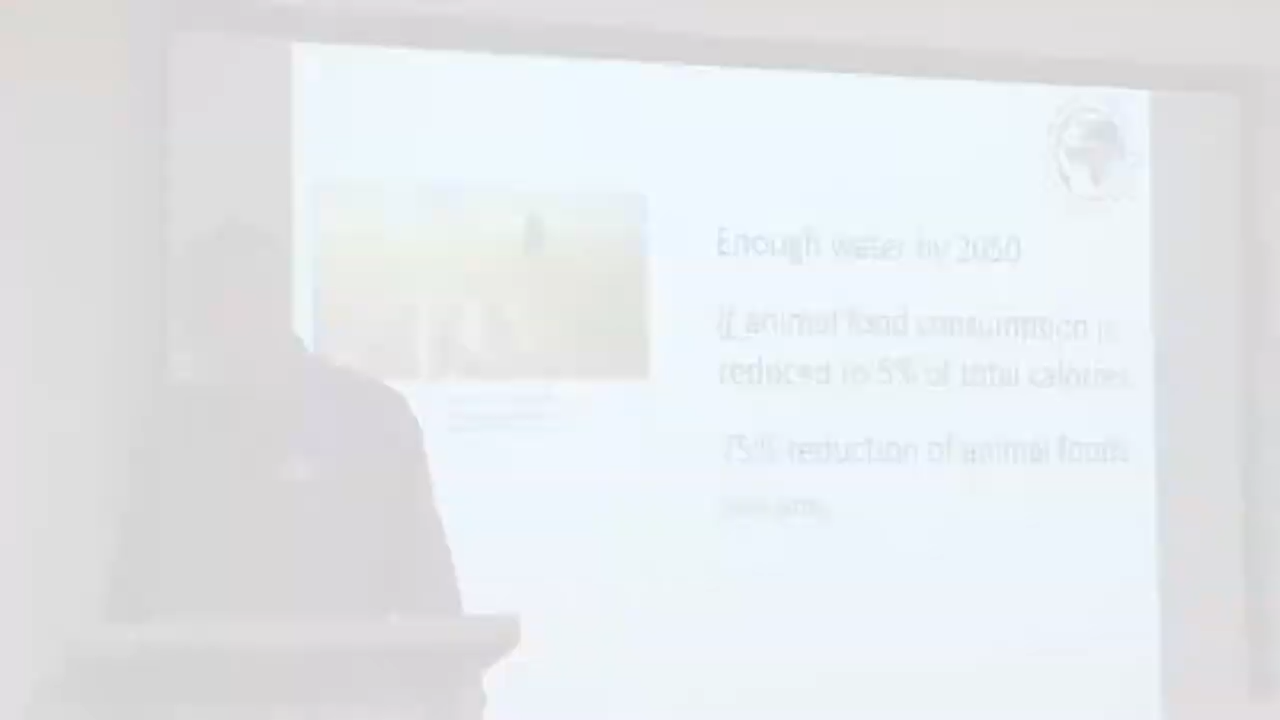 Enough water by 2050
if animal food consumption is
reduced to 5% of total calories
75% reduction of animal foods